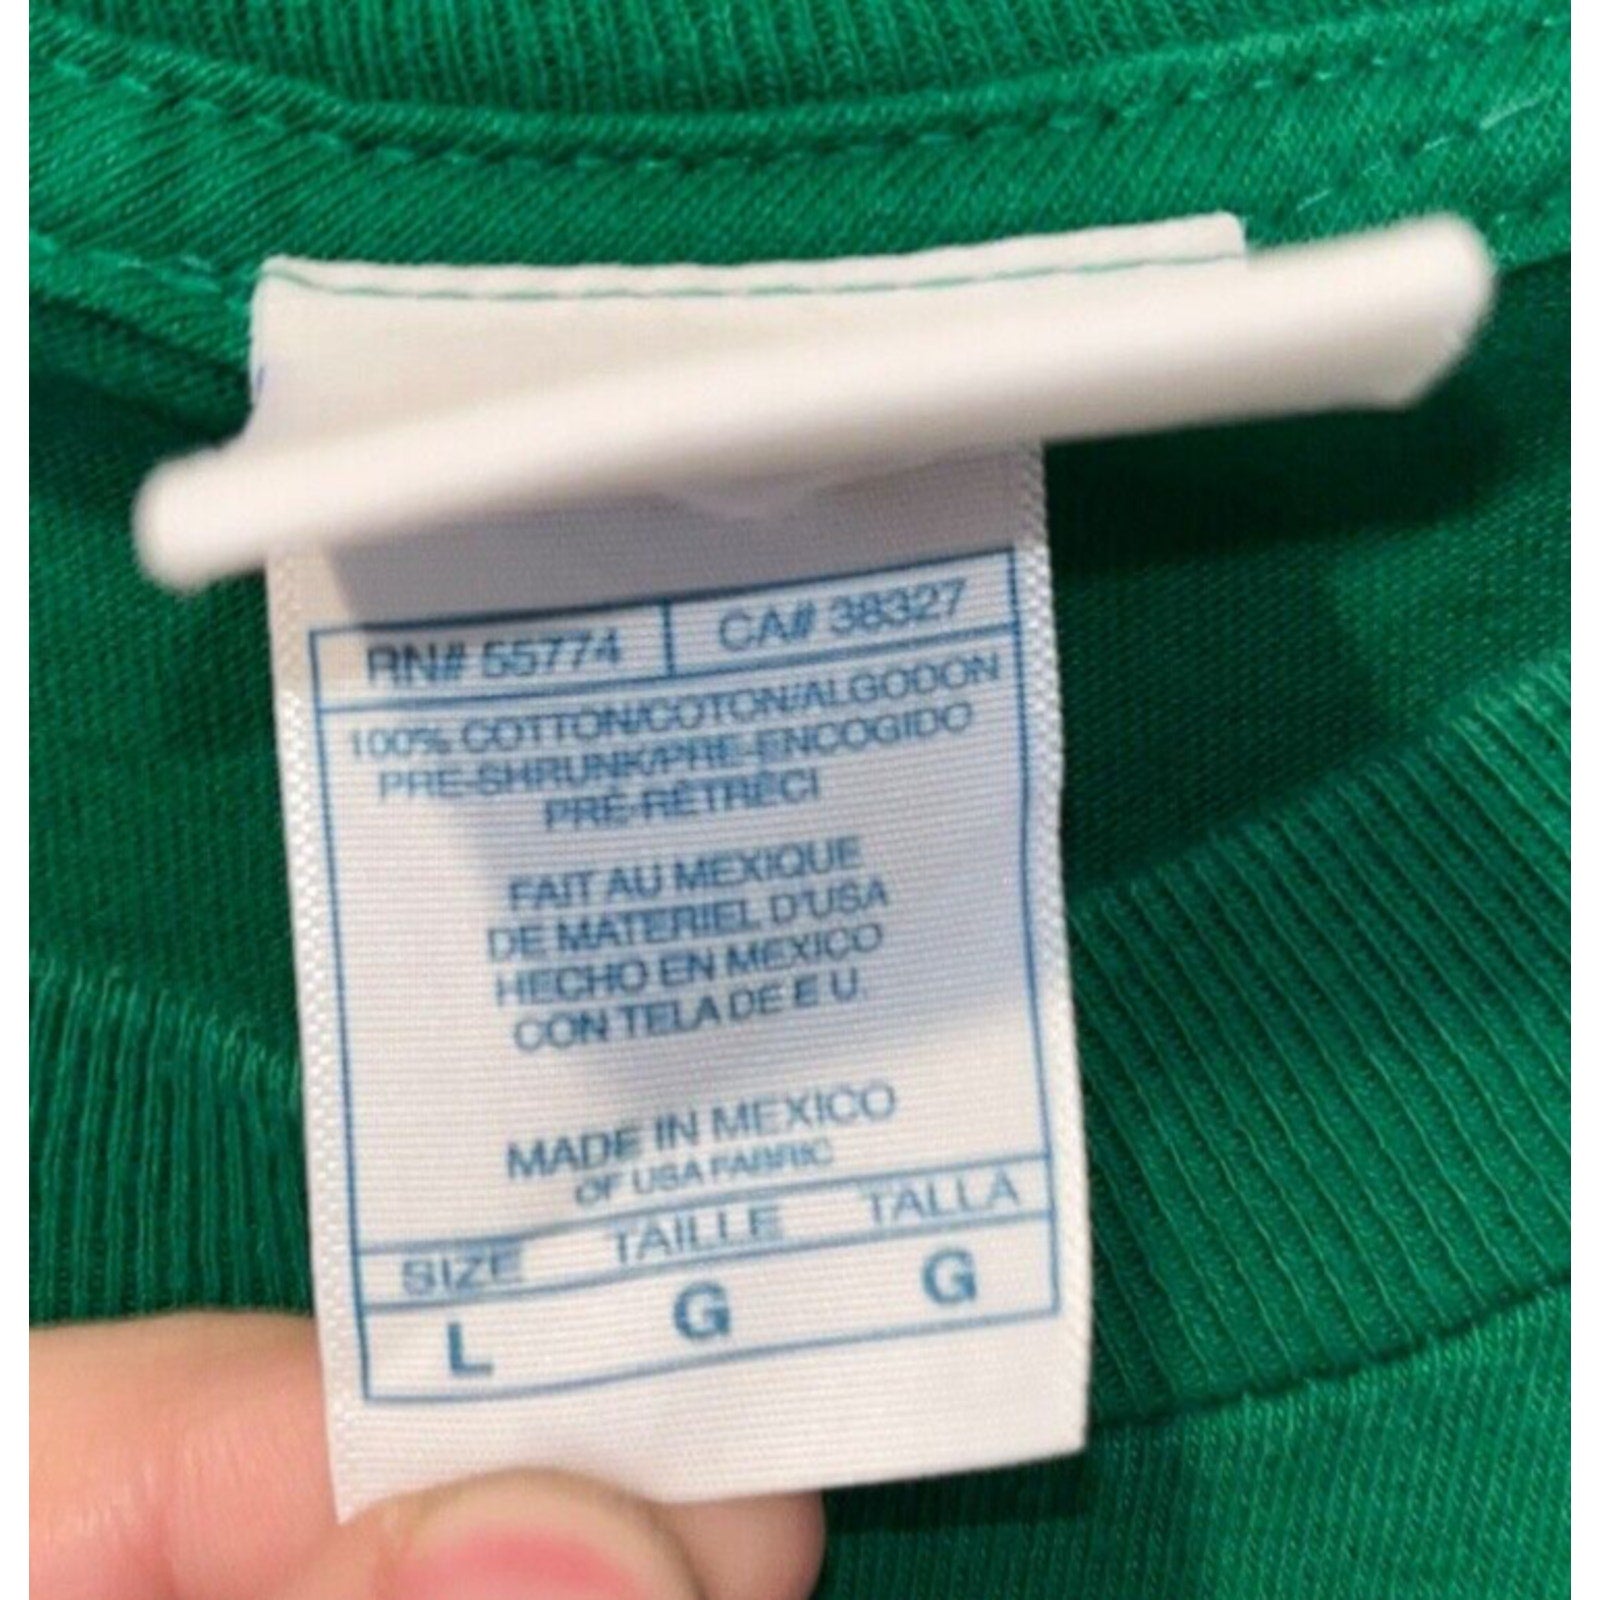 RN# 55774 CA# 38327
100% COTTON/COTON/ALGODON
PRE-SHRUNK/PRE-ENCOGIDO
PRÉ-RÉTRÉCI
FAIT AU MEXIQUE
DE MATERIEL D'USA
HECHO EN MEXICO
CON TELA DE E U.
MADE IN MEXICO
OF USA FABRIC
SIZE TAILLE TALLA
L G G